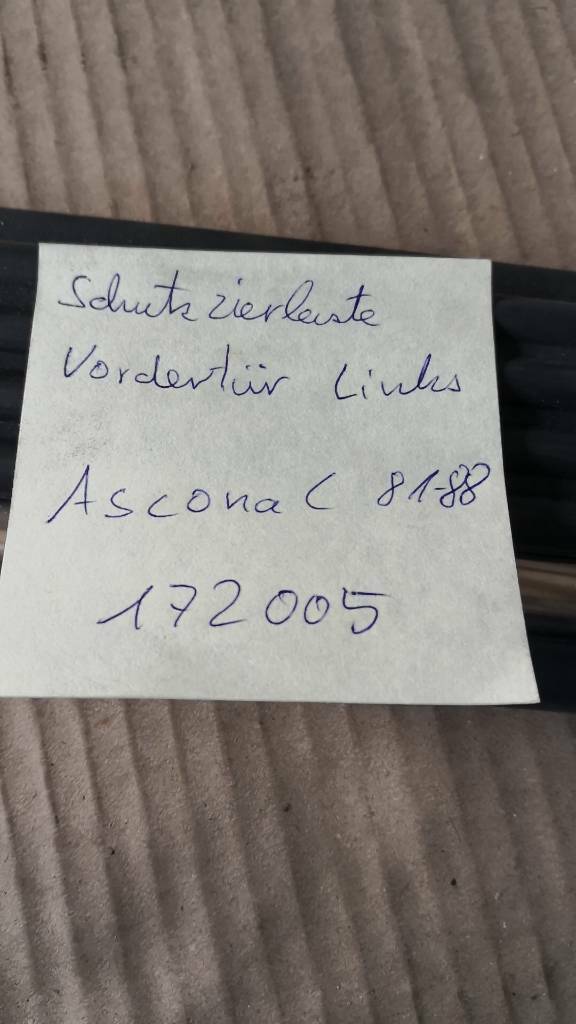 Schutzzierleiste
Vordertür Links
Ascona C 81-88
172005